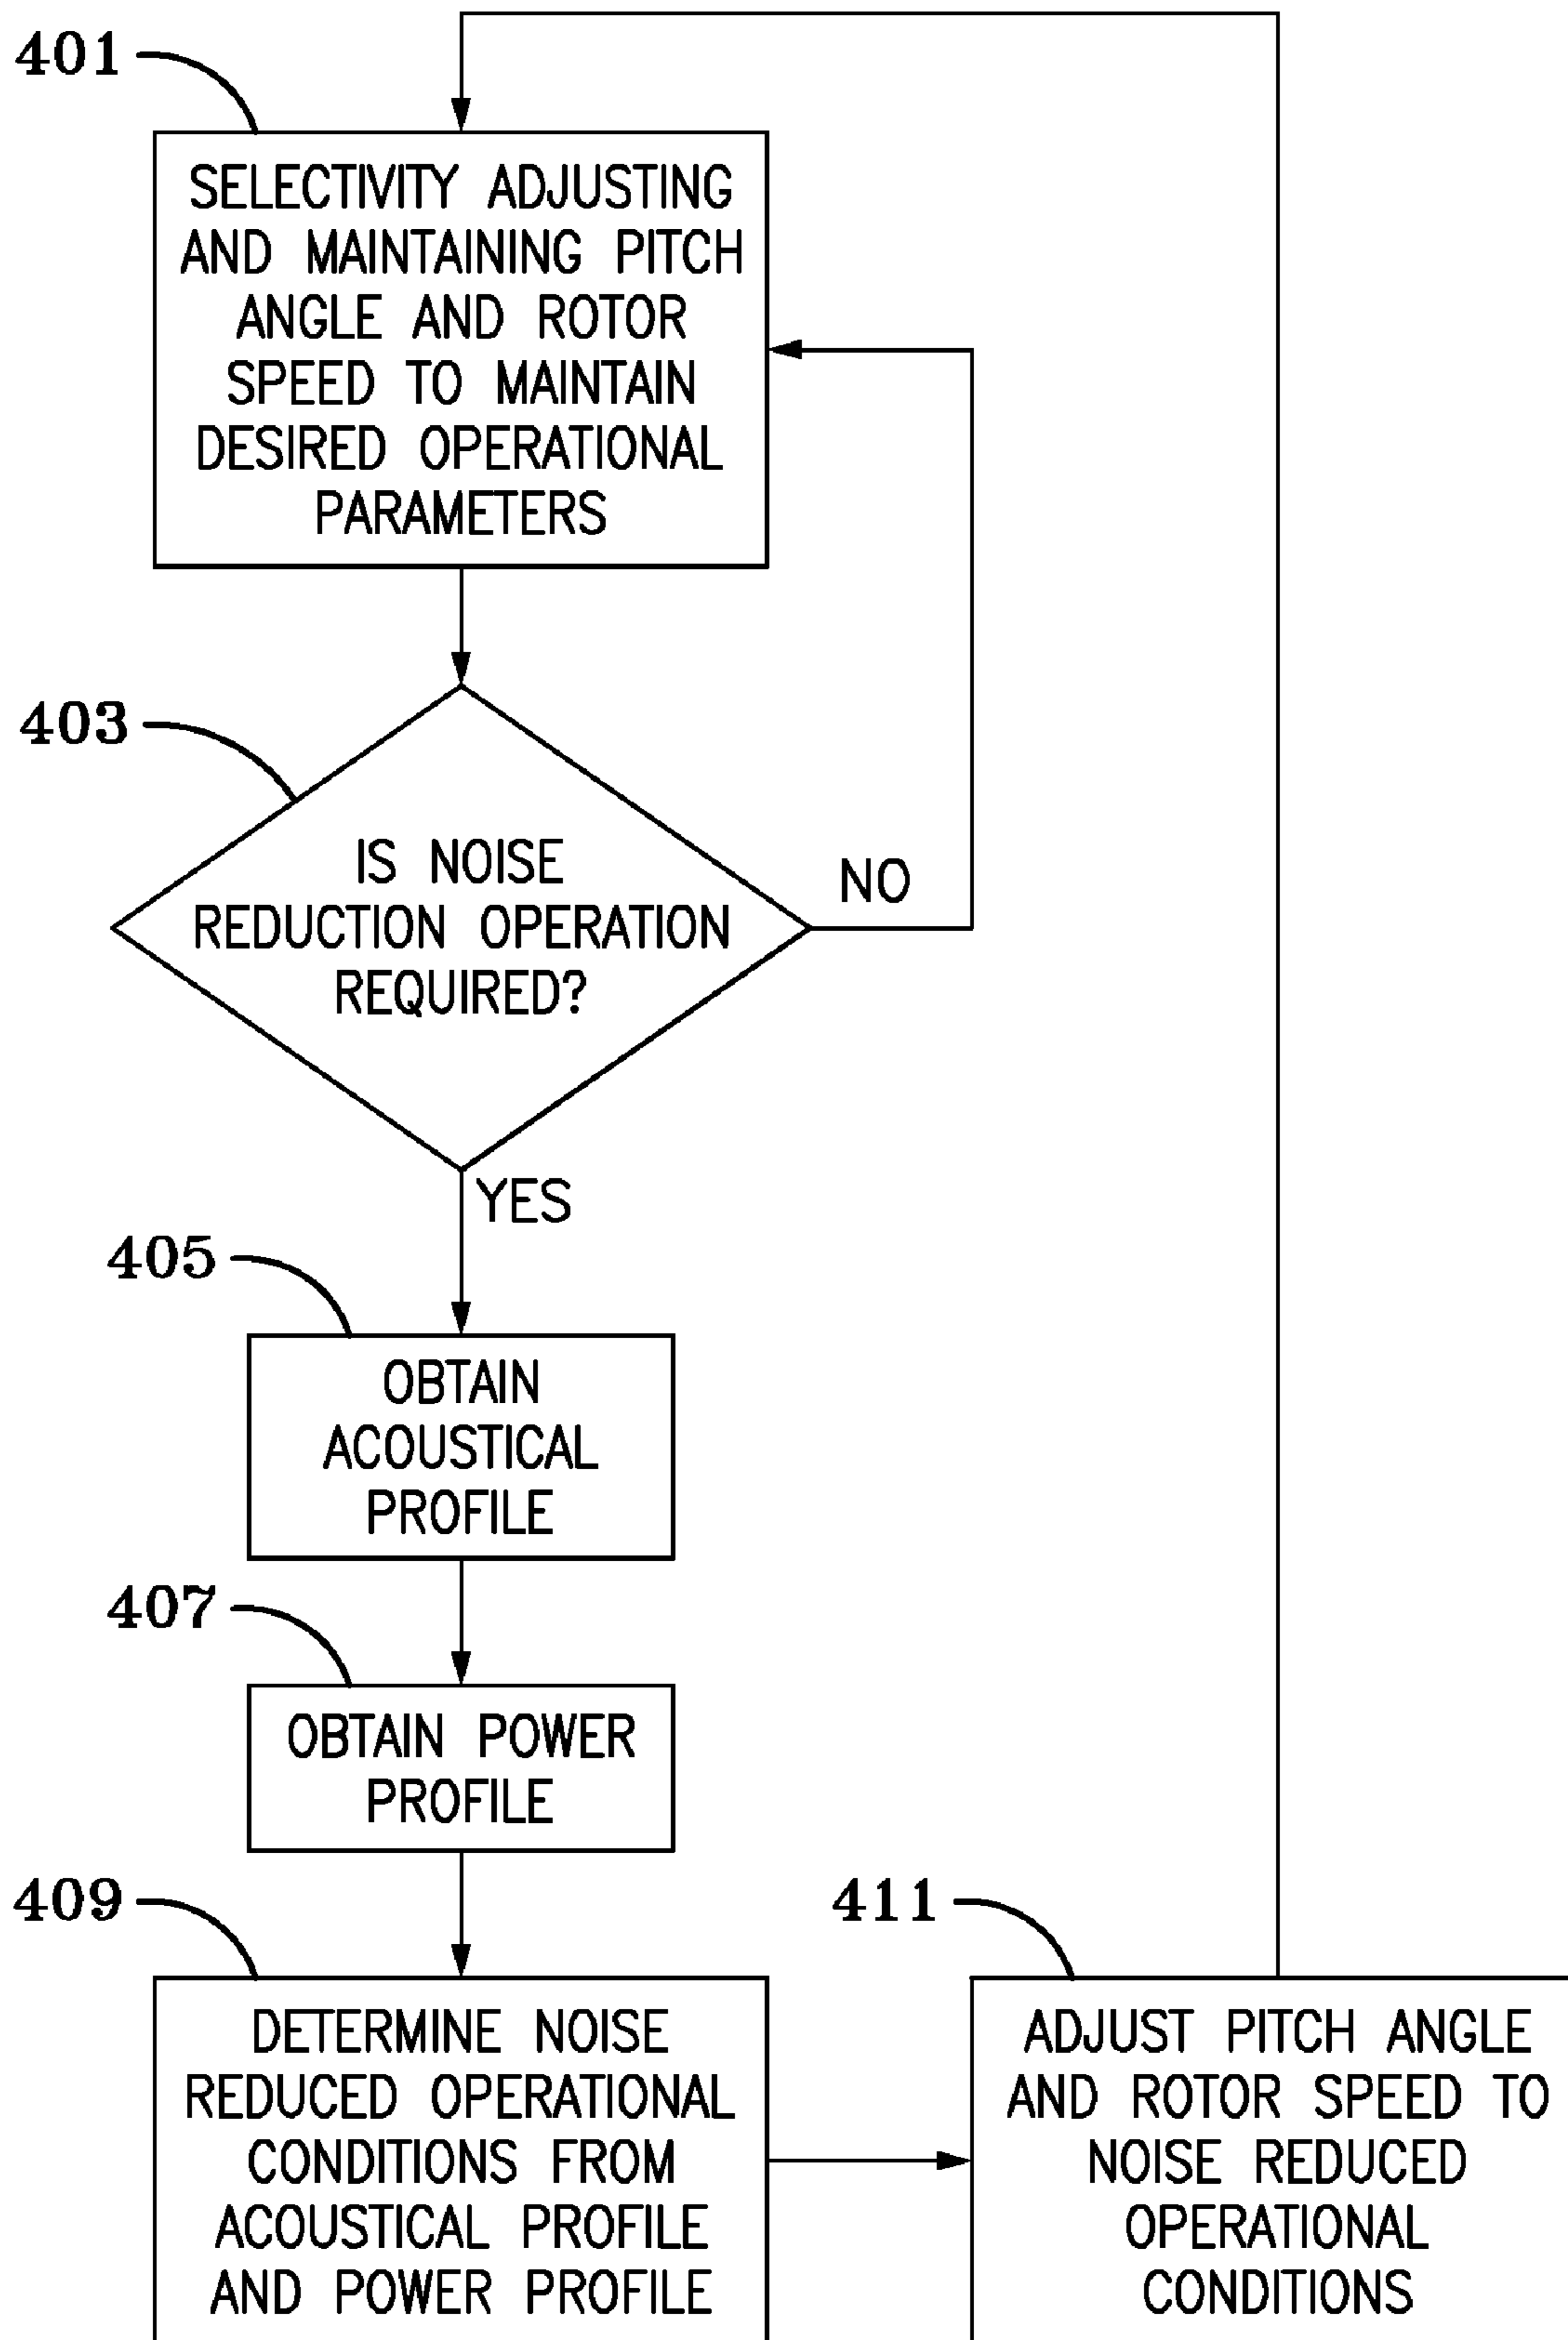 401
SELECTIVITY ADJUSTING
AND MAINTAINING PITCH
ANGLE AND ROTOR
SPEED TO MAINTAIN
DESIRED OPERATIONAL
PARAMETERS
403
IS NOISE
REDUCTION OPERATION
REQUIRED?
NO
YES
405
OBTAIN
ACOUSTICAL
PROFILE
407
OBTAIN POWER
PROFILE
409
DETERMINE NOISE
REDUCED OPERATIONAL
CONDITIONS FROM
ACOUSTICAL PROFILE
AND POWER PROFILE
411
ADJUST PITCH ANGLE
AND ROTOR SPEED TO
NOISE REDUCED
OPERATIONAL
CONDITIONS